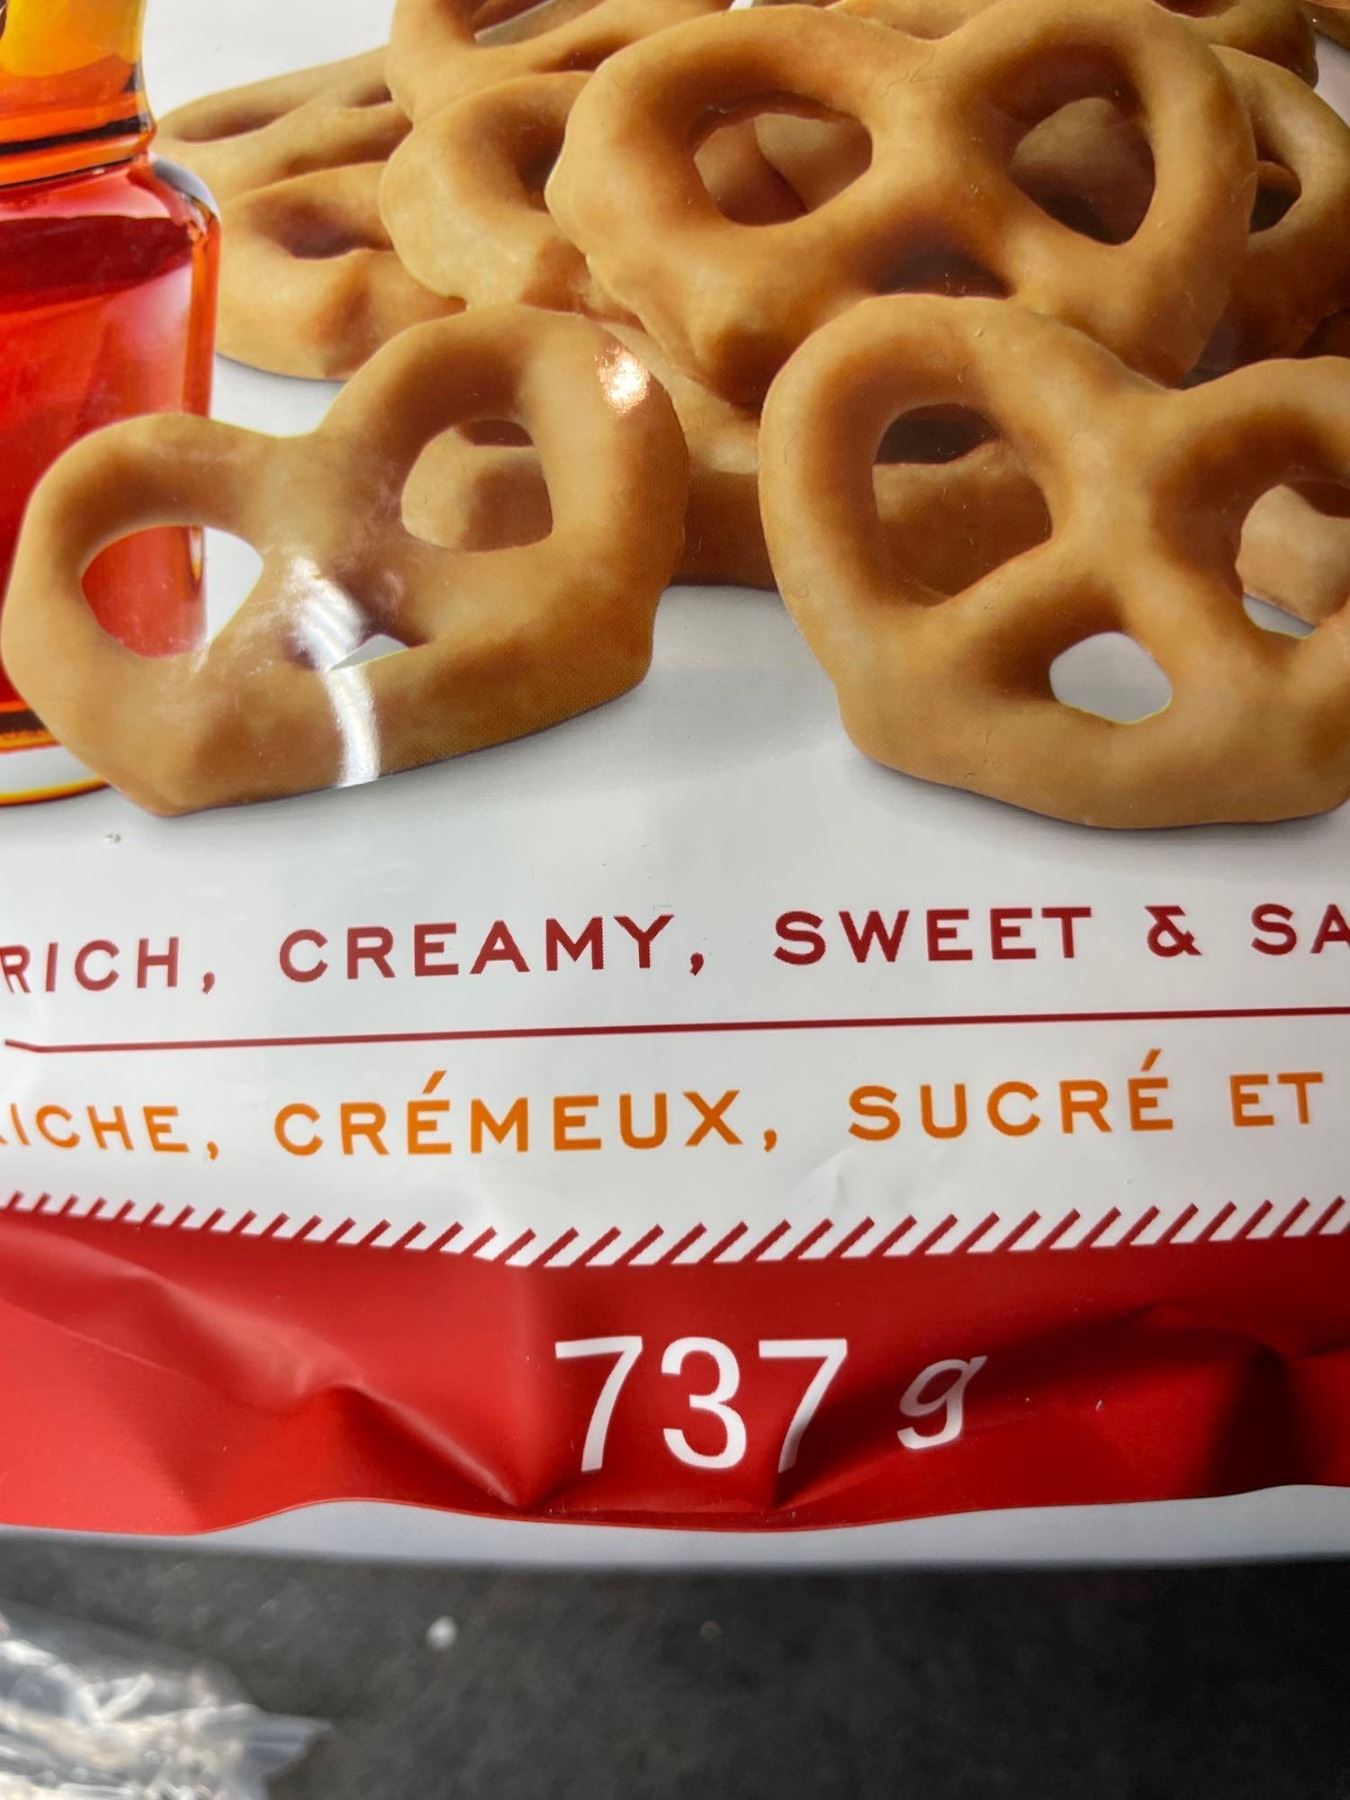 RICH, CREAMY, SWEET & SA
ICHE, CRÉMEUX, SUCRÉ ET
737 g